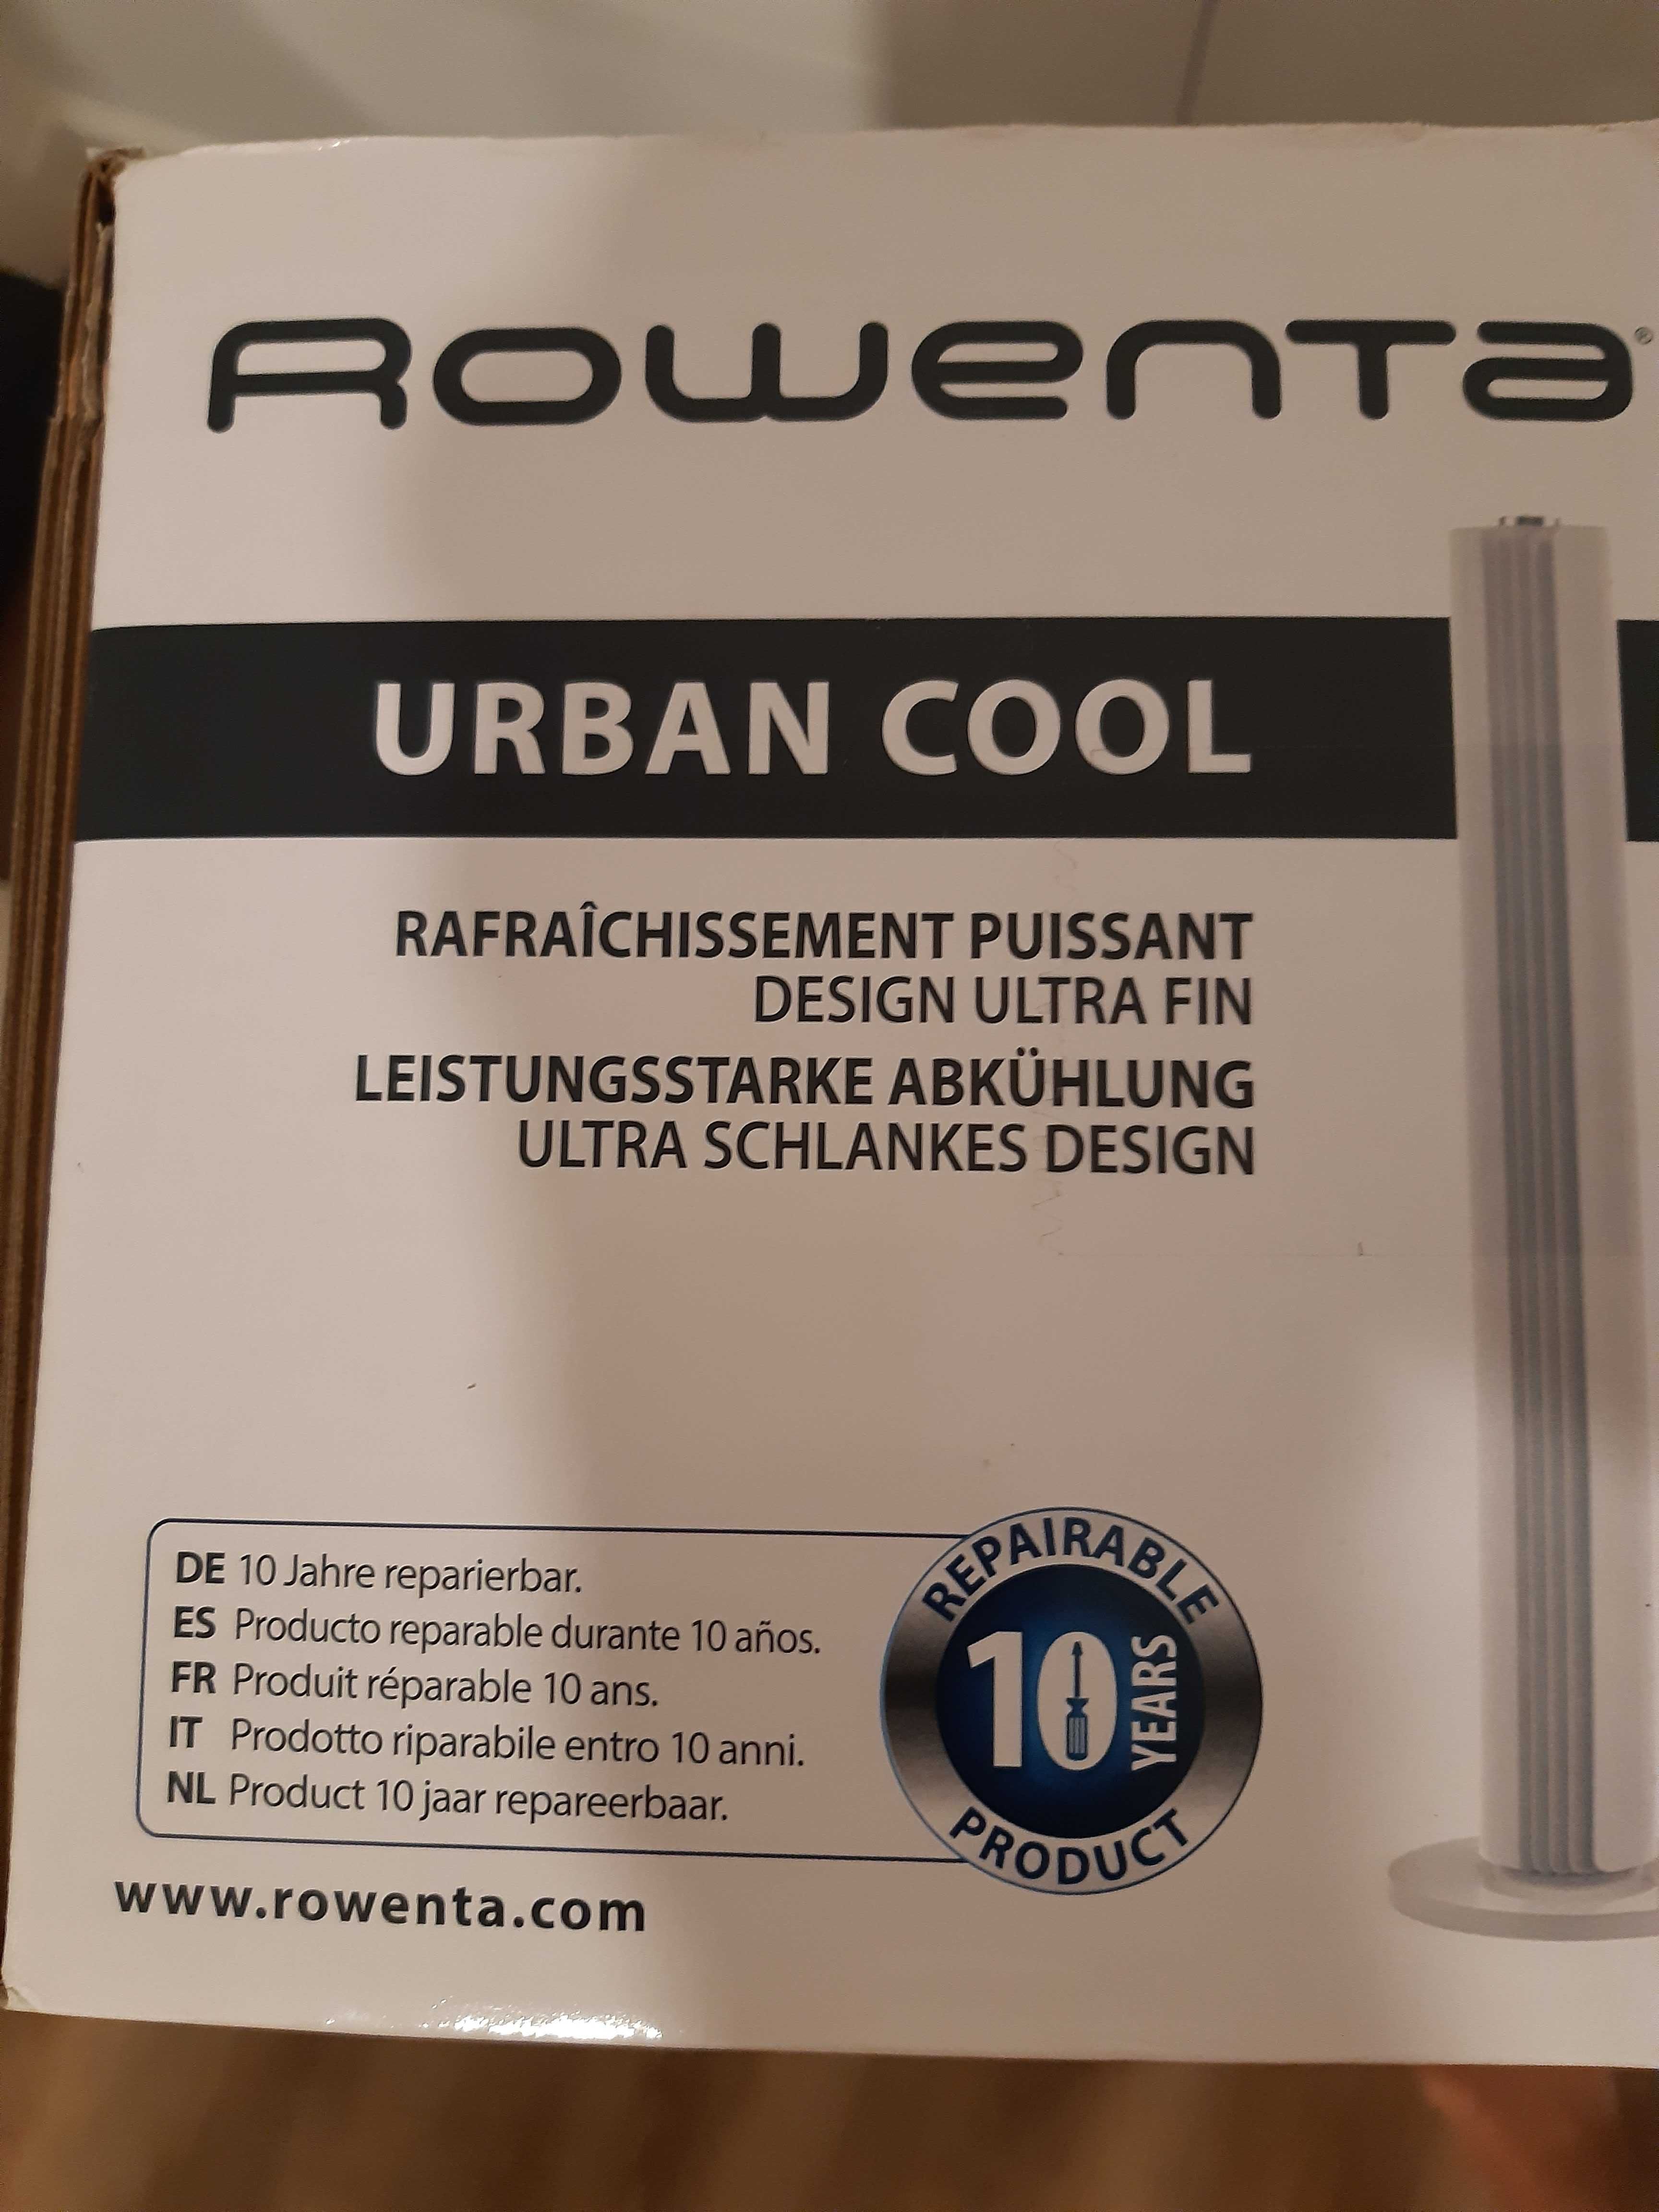 Rowenta®
URBAN COOL
RAFRAÎCHISSEMENT PUISSANT
DESIGN ULTRA FIN
LEISTUNGSSTARKE ABKÜHLUNG
ULTRA SCHLANKES DESIGN
DE 10 Jahre reparierbar.
ES Producto reparable durante 10 años.
FR Produit réparable 10 ans.
IT Prodotto riparabile entro 10 anni.
NL Product 10 jaar repareerbaar.
REPAIRABLE
10 YEARS
PRODUCT
www.rowenta.com